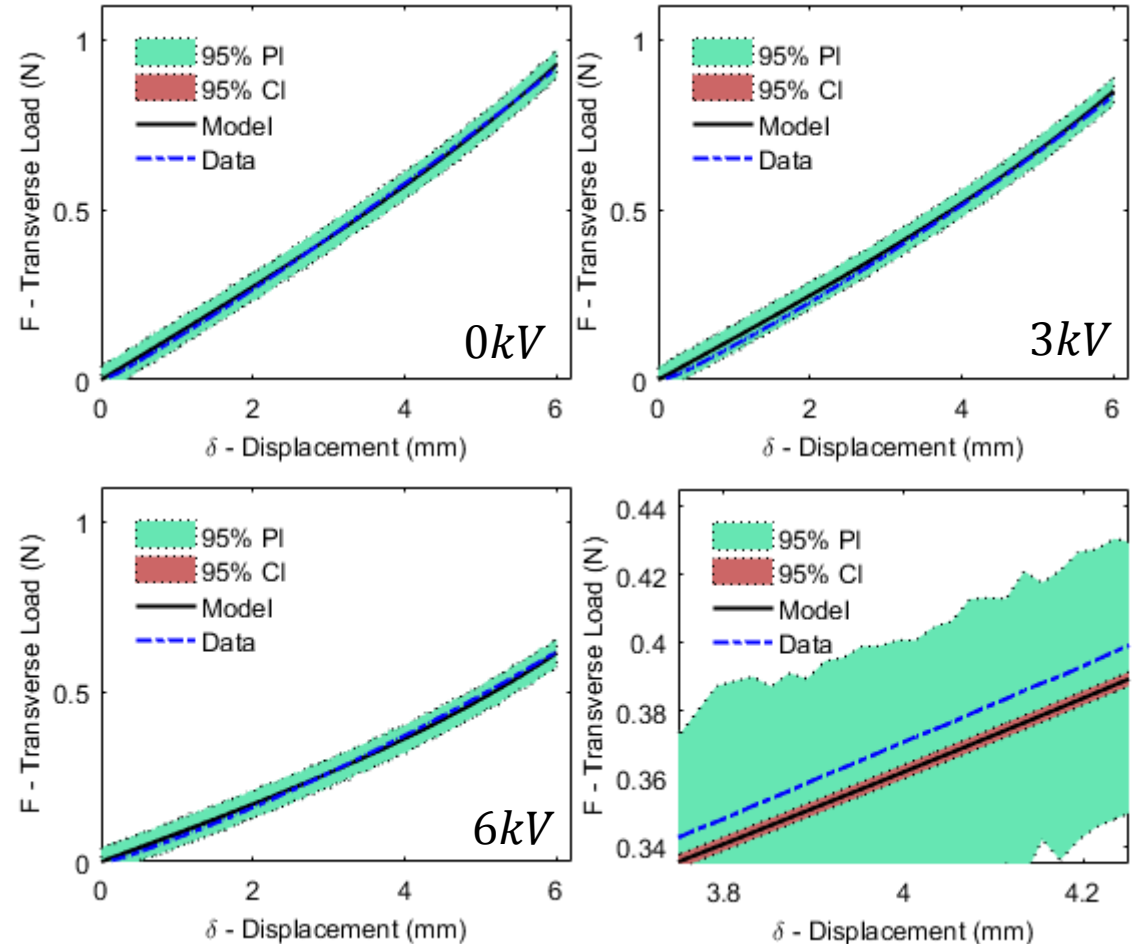 F - Transverse Load (N)
1
0.5
0
95% PI
95% CI
Model
Data
0kV
0
2
4
6
δ - Displacement (mm)
F - Transverse Load (N)
1
0.5
0
95% PI
95% CI
Model
Data
3kV
0
2
4
6
δ - Displacement (mm)
F - Transverse Load (N)
1
0.5
0
95% PI
95% CI
Model
Data
6kV
0
2
4
6
δ - Displacement (mm)
F - Transverse Load (N)
0.44
0.42
0.4
0.38
0.36
0.34
95% PI
95% CI
Model
Data
3.8
4
4.2
δ - Displacement (mm)